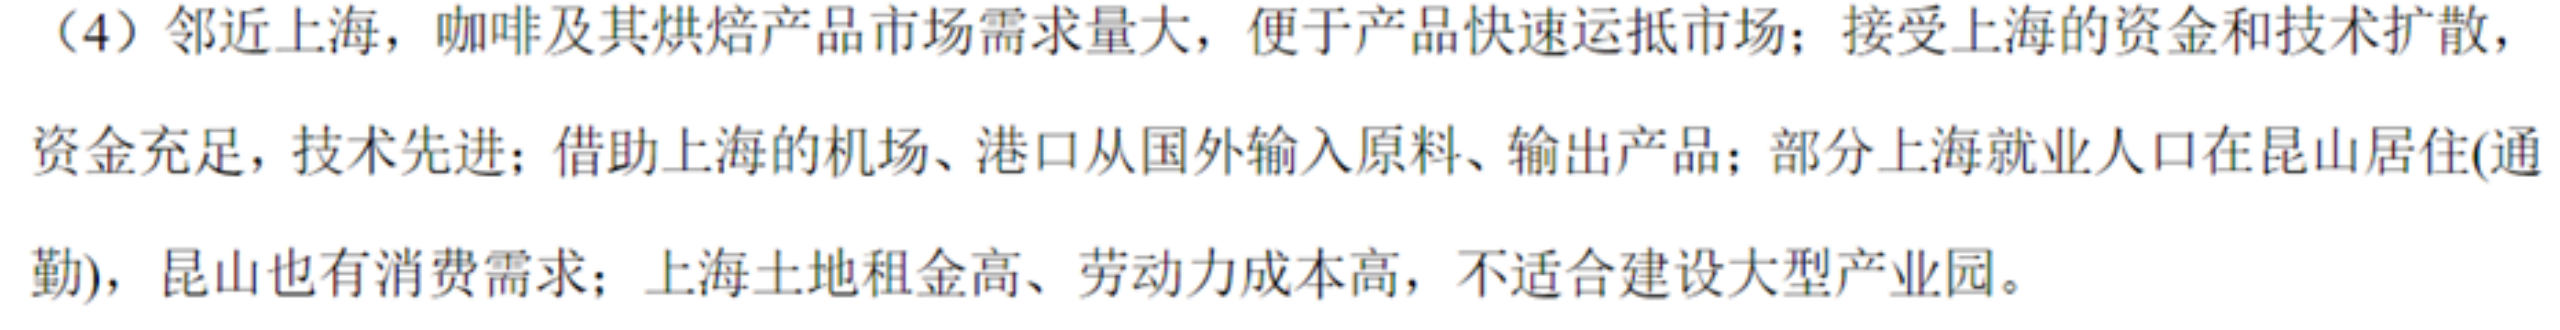 （4）邻近上海，咖啡及其烘焙产品市场需求量大，便于产品快速运抵市场；接受上海的资金和技术扩散，
资金充足，技术先进；借助上海的机场、港口从国外输入原料、输出产品；部分上海就业人口在昆山居住(通
勤)，昆山也有消费需求；上海土地租金高、劳动力成本高，不适合建设大型产业园。